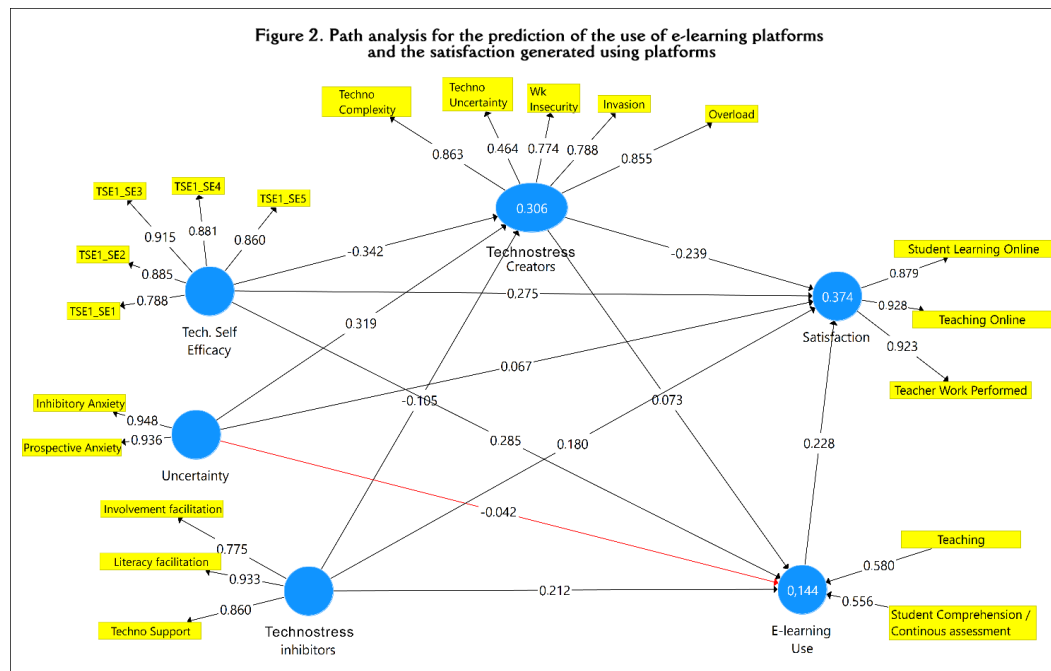 Figure 2. Path analysis for the prediction of the use of e-learning platforms
and the satisfaction generated using platforms
Techno
Complexity
Techno
Uncertainty
Wk
Insecurity
Invasion
Overload
0.863
0.464
0.774
0.788
0.855
TSE1_SE3
TSE1_SE4
TSE1_SE5
TSE1_SE2
TSE1_SE1
0.915
0.881
0.860
0.885
0.788
Tech. Self
Efficacy
0.306
Technostress
Creators
-0.342
-0.239
0.275
0.319
0.067
Student Learning Online
0.879
0.374
0.928
Teaching Online
Satisfaction
0.923
Teacher Work Performed
Inhibitory Anxiety
0.948
0.936
Prospective Anxiety
Uncertainty
-0.105
0.073
0.285
0.180
0.228
-0.042
Involvement facilitation
0.775
Literacy facilitation
0.933
0.860
Techno Support
Technostress
inhibitors
0.212
Teaching
0.580
0,144
0.556
Student Comprehension /
Continous assessment
E-learning
Use